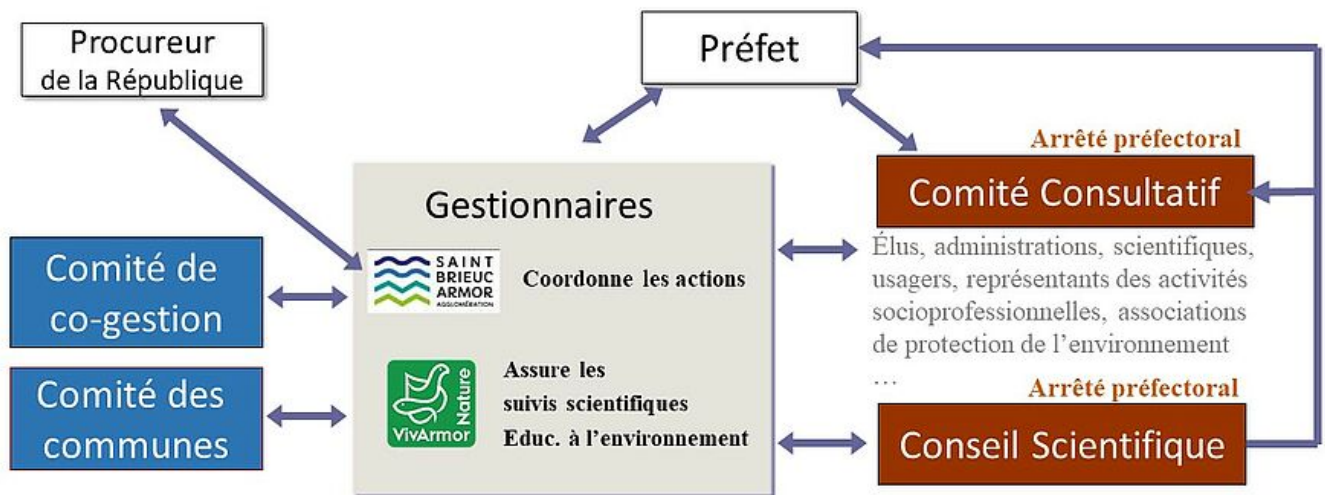 Procureur
de la République
Préfet
Arrêté préfectoral
Comité Consultatif
Élus, administrations, scientifiques,
usagers, représentants des activités
socioprofessionnelles, associations
de protection de l'environnement
…
Arrêté préfectoral
Conseil Scientifique
Gestionnaires
SAINT
BRIEUC
ARMOR
AGGLOMÉRATION
Coordonne les actions
VivArmor
Nature
Assure les
suivis scientifiques
Educ. à l'environnement
Comité de
co-gestion
Comité des
communes